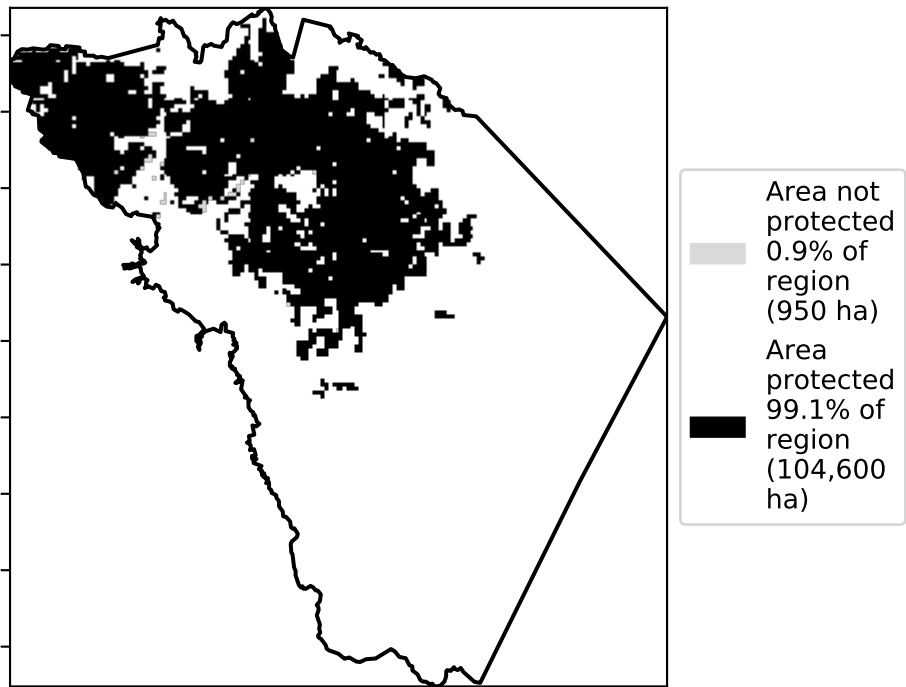 Area not
protected
0.9% of
region
(950 ha)
Area
protected
99.1% of
region
(104,600
ha)